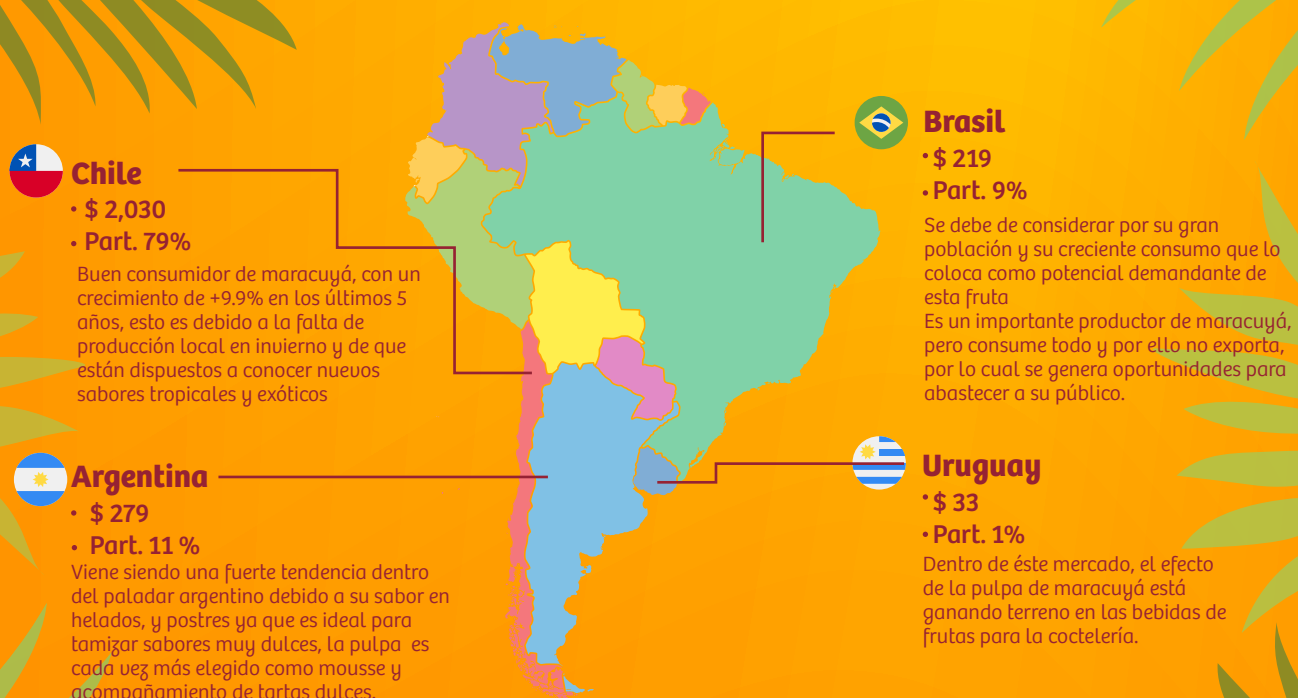 Chile
• $ 2,030
• Part. 79%
Buen consumidor de maracuyá, con un
crecimiento de +9.9% en los últimos 5
años, esto es debido a la falta de
producción local en invierno y de que
están dispuestos a conocer nuevos
sabores tropicales y exóticos
Argentina
• $ 279
• Part. 11 %
Viene siendo una fuerte tendencia dentro
del paladar argentino debido a su sabor en
helados, y postres ya que es ideal para
tamizar sabores muy dulces, la pulpa es
cada vez más elegido como mousse y
acompañamiento de tartas dulces.
Brasil
• $ 219
• Part. 9%
Se debe de considerar por su gran
población y su creciente consumo que lo
coloca como potencial demandante de
esta fruta
Es un importante productor de maracuyá,
pero consume todo y por ello no exporta,
por lo cual se genera oportunidades para
abastecer a su público.
Uruguay
• $ 33
• Part. 1%
Dentro de éste mercado, el efecto
de la pulpa de maracuyá está
ganando terreno en las bebidas de
frutas para la coctelería.